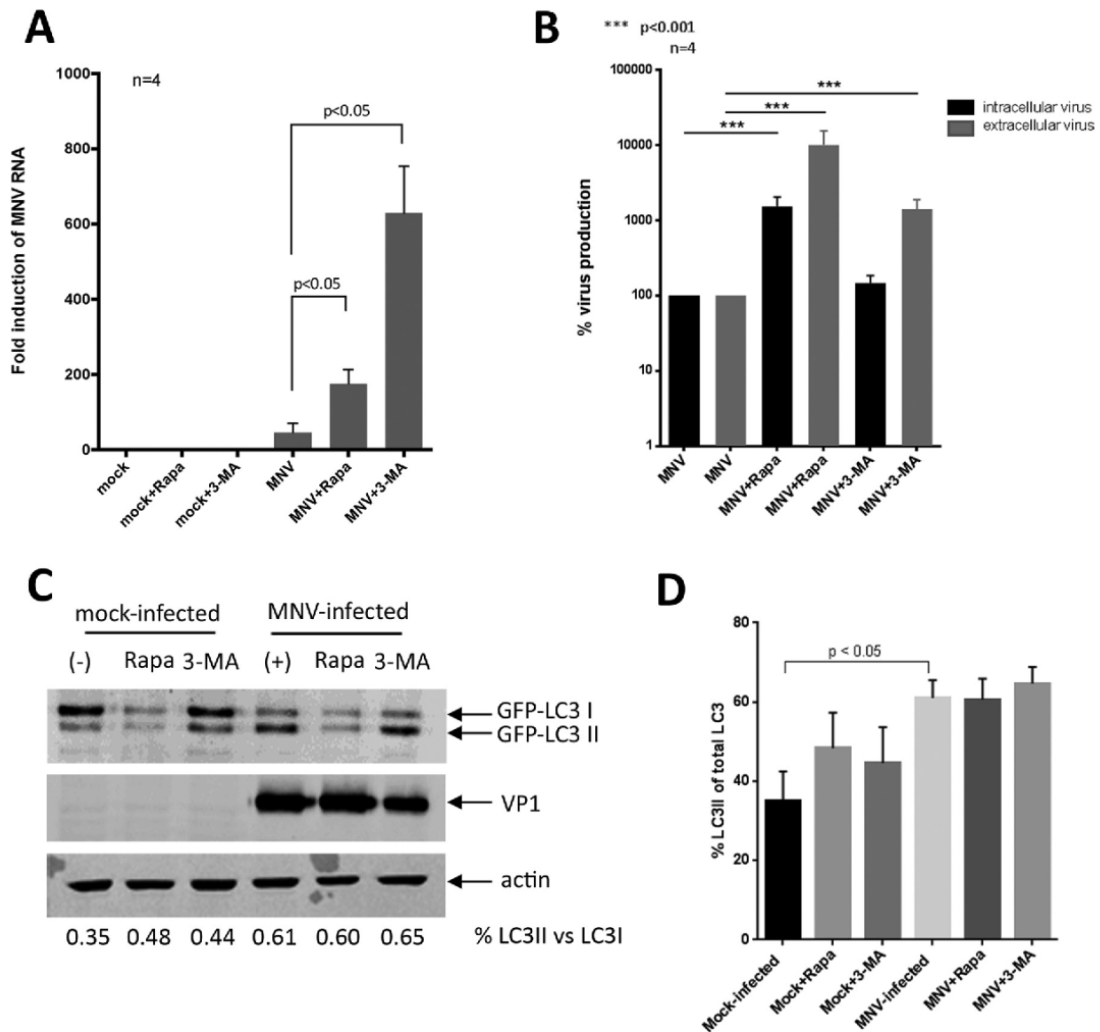 A
n=4
Fold induction of MNV RNA
1000
800
600
400
200
0
p<0.05
p<0.05
mock
mock+Rapa
mock+3-MA
MNV
MNV+Rapa
MNV+3-MA
B
*** p<0.001
n=4
% virus production
100000
10000
1000
100
10
1
***
***
***
intracellular virus
extracellular virus
MNV
MNV
MNV+Rapa
MNV+Rapa
MNV+3-MA
MNV+3-MA
C
mock-infected MNV-infected
(-) Rapa 3-MA (+) Rapa 3-MA
GFP-LC3 I
GFP-LC3 II
VP1
actin
0.35 0.48 0.44 0.61 0.60 0.65 % LC3II vs LC3I
D
% LC3II of total LC3
80
60
40
20
0
p < 0.05
Mock-infected
Mock+Rapa
Mock+3-MA
MNV-infected
MNV+Rapa
MNV+3-MA